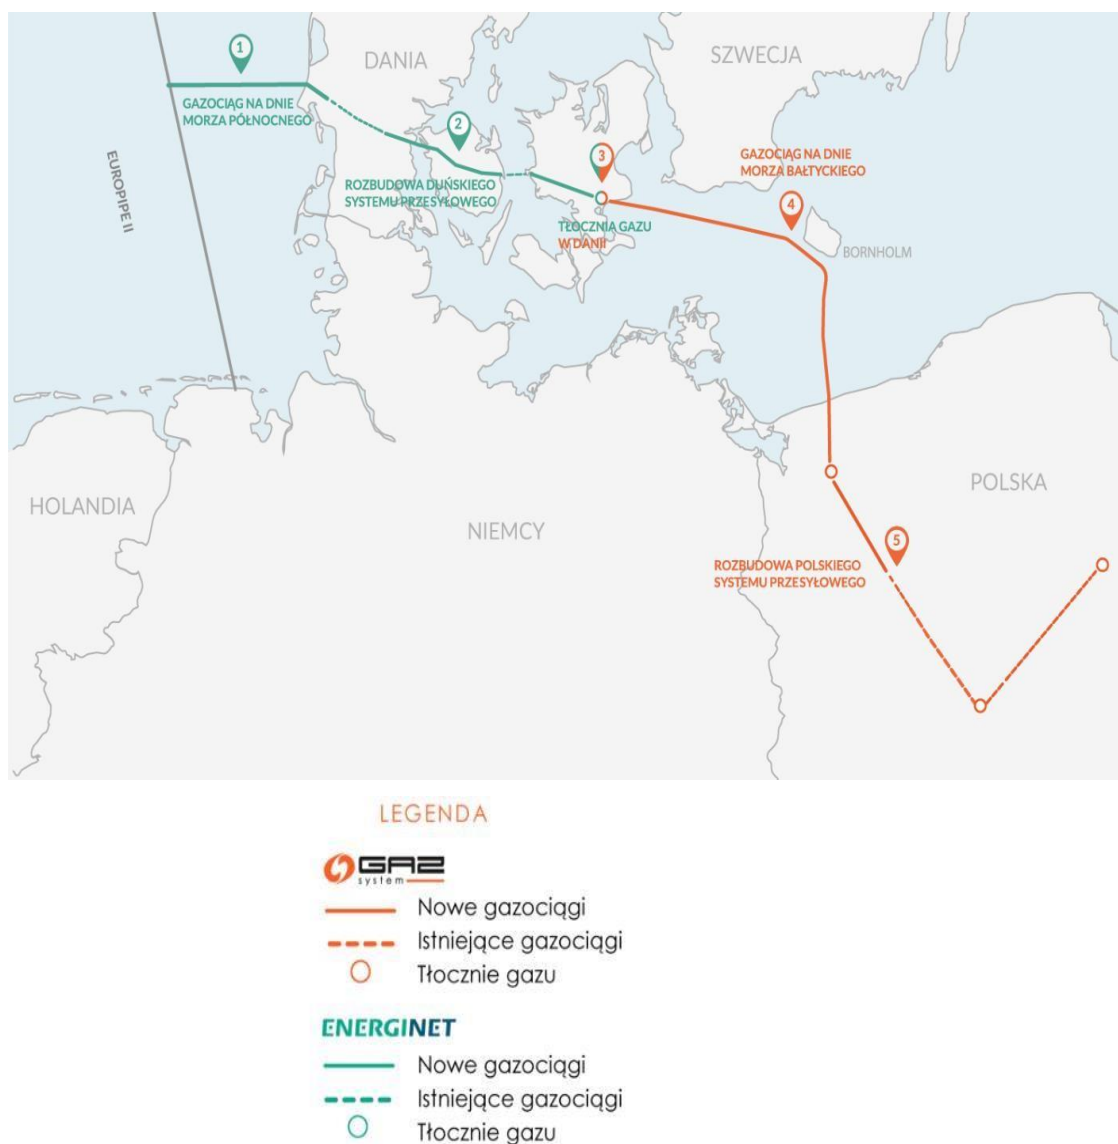 1
DANIA
SZWECJA
GAZOCIĄG NA DNIE
MORZA PÓŁNOCNEGO
2
3
GAZOCIĄG NA DNIE
MORZA BAŁTYCKIEGO
EUROPIPE II
ROZBUDOWA DUŃSKIEGO
SYSTEMU PRZESYŁOWEGO
4
TŁOCZNIA GAZU
W DANII
BORNHOLM
HOLANDIA
NIEMCY
POLSKA
5
ROZBUDOWA POLSKIEGO
SYSTEMU PRZESYŁOWEGO
LEGENDA
GAZ
system
Nowe gazociągi
Istniejące gazociągi
Tłocznie gazu
ENERGINET
Nowe gazociągi
Istniejące gazociągi
Tłocznie gazu